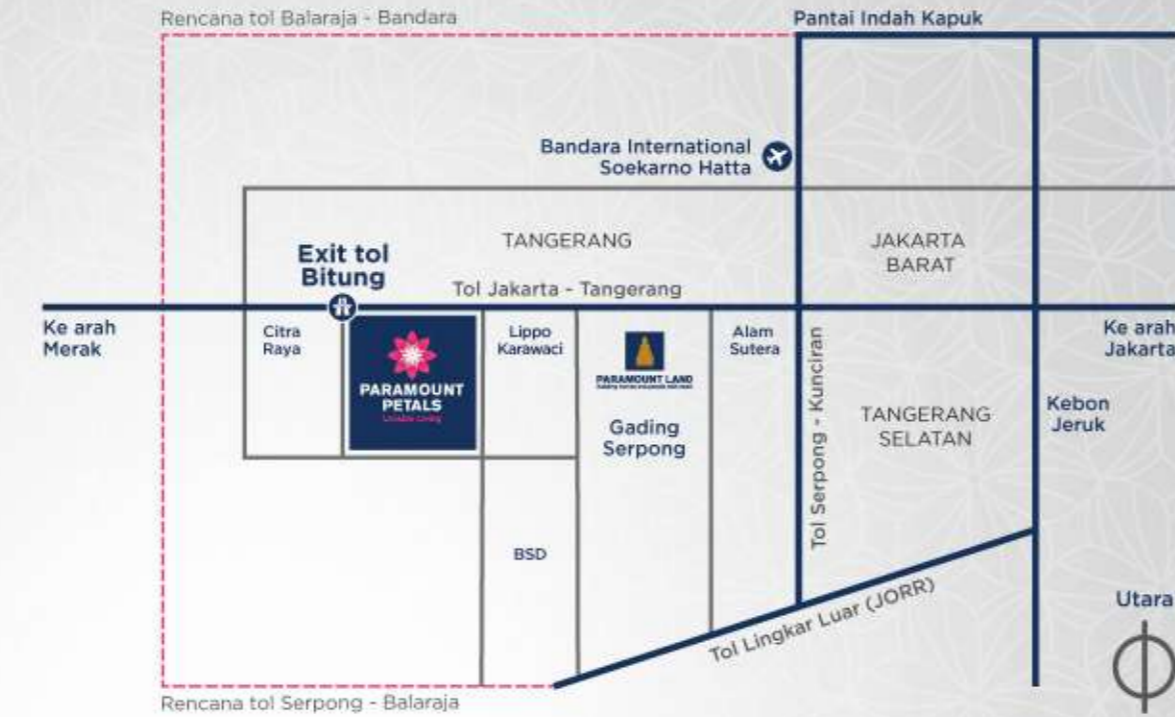 Rencana tol Balaraja - Bandara
Pantai Indah Kapuk
Bandara International
Soekarno Hatta
TANGERANG
JAKARTA
BARAT
Exit tol
Bitung
Tol Jakarta - Tangerang
Ke arah
Merak
Citra
Raya
PARAMOUNT
PETALS
Lippo
Karawaci
PARAMOUNT LAND
Gading
Serpong
Alam
Sutera
Tol Serpong - Kunciran
TANGERANG
SELATAN
Ke arah
Jakarta
Kebon
Jeruk
BSD
Tol Lingkar Luar (JORR)
Utara
Rencana tol Serpong - Balaraja